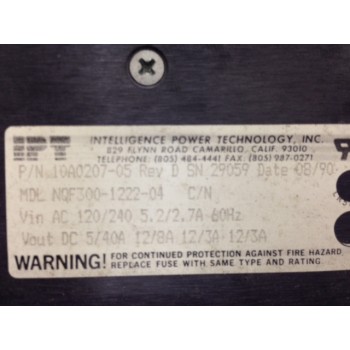 IPT
INTELLIGENCE POWER TECHNOLOGY, INC.
829 FLYNN ROAD CAMARILLO, CALIF. 93010
TELEPHONE: (805) 484-4441 FAX: (805) 987-0271
P/N 10A0207-05 Rev D SN 29059 Date 08/90
MDL NQF300-1222-04 C/N
Vin AC 120/240 5.2/2.7A 60Hz
Vout DC 5/40A 12/8A 12/3A 12/3A
WARNING! FOR CONTINUED PROTECTION AGAINST FIRE HAZARD
REPLACE FUSE WITH SAME TYPE AND RATING.